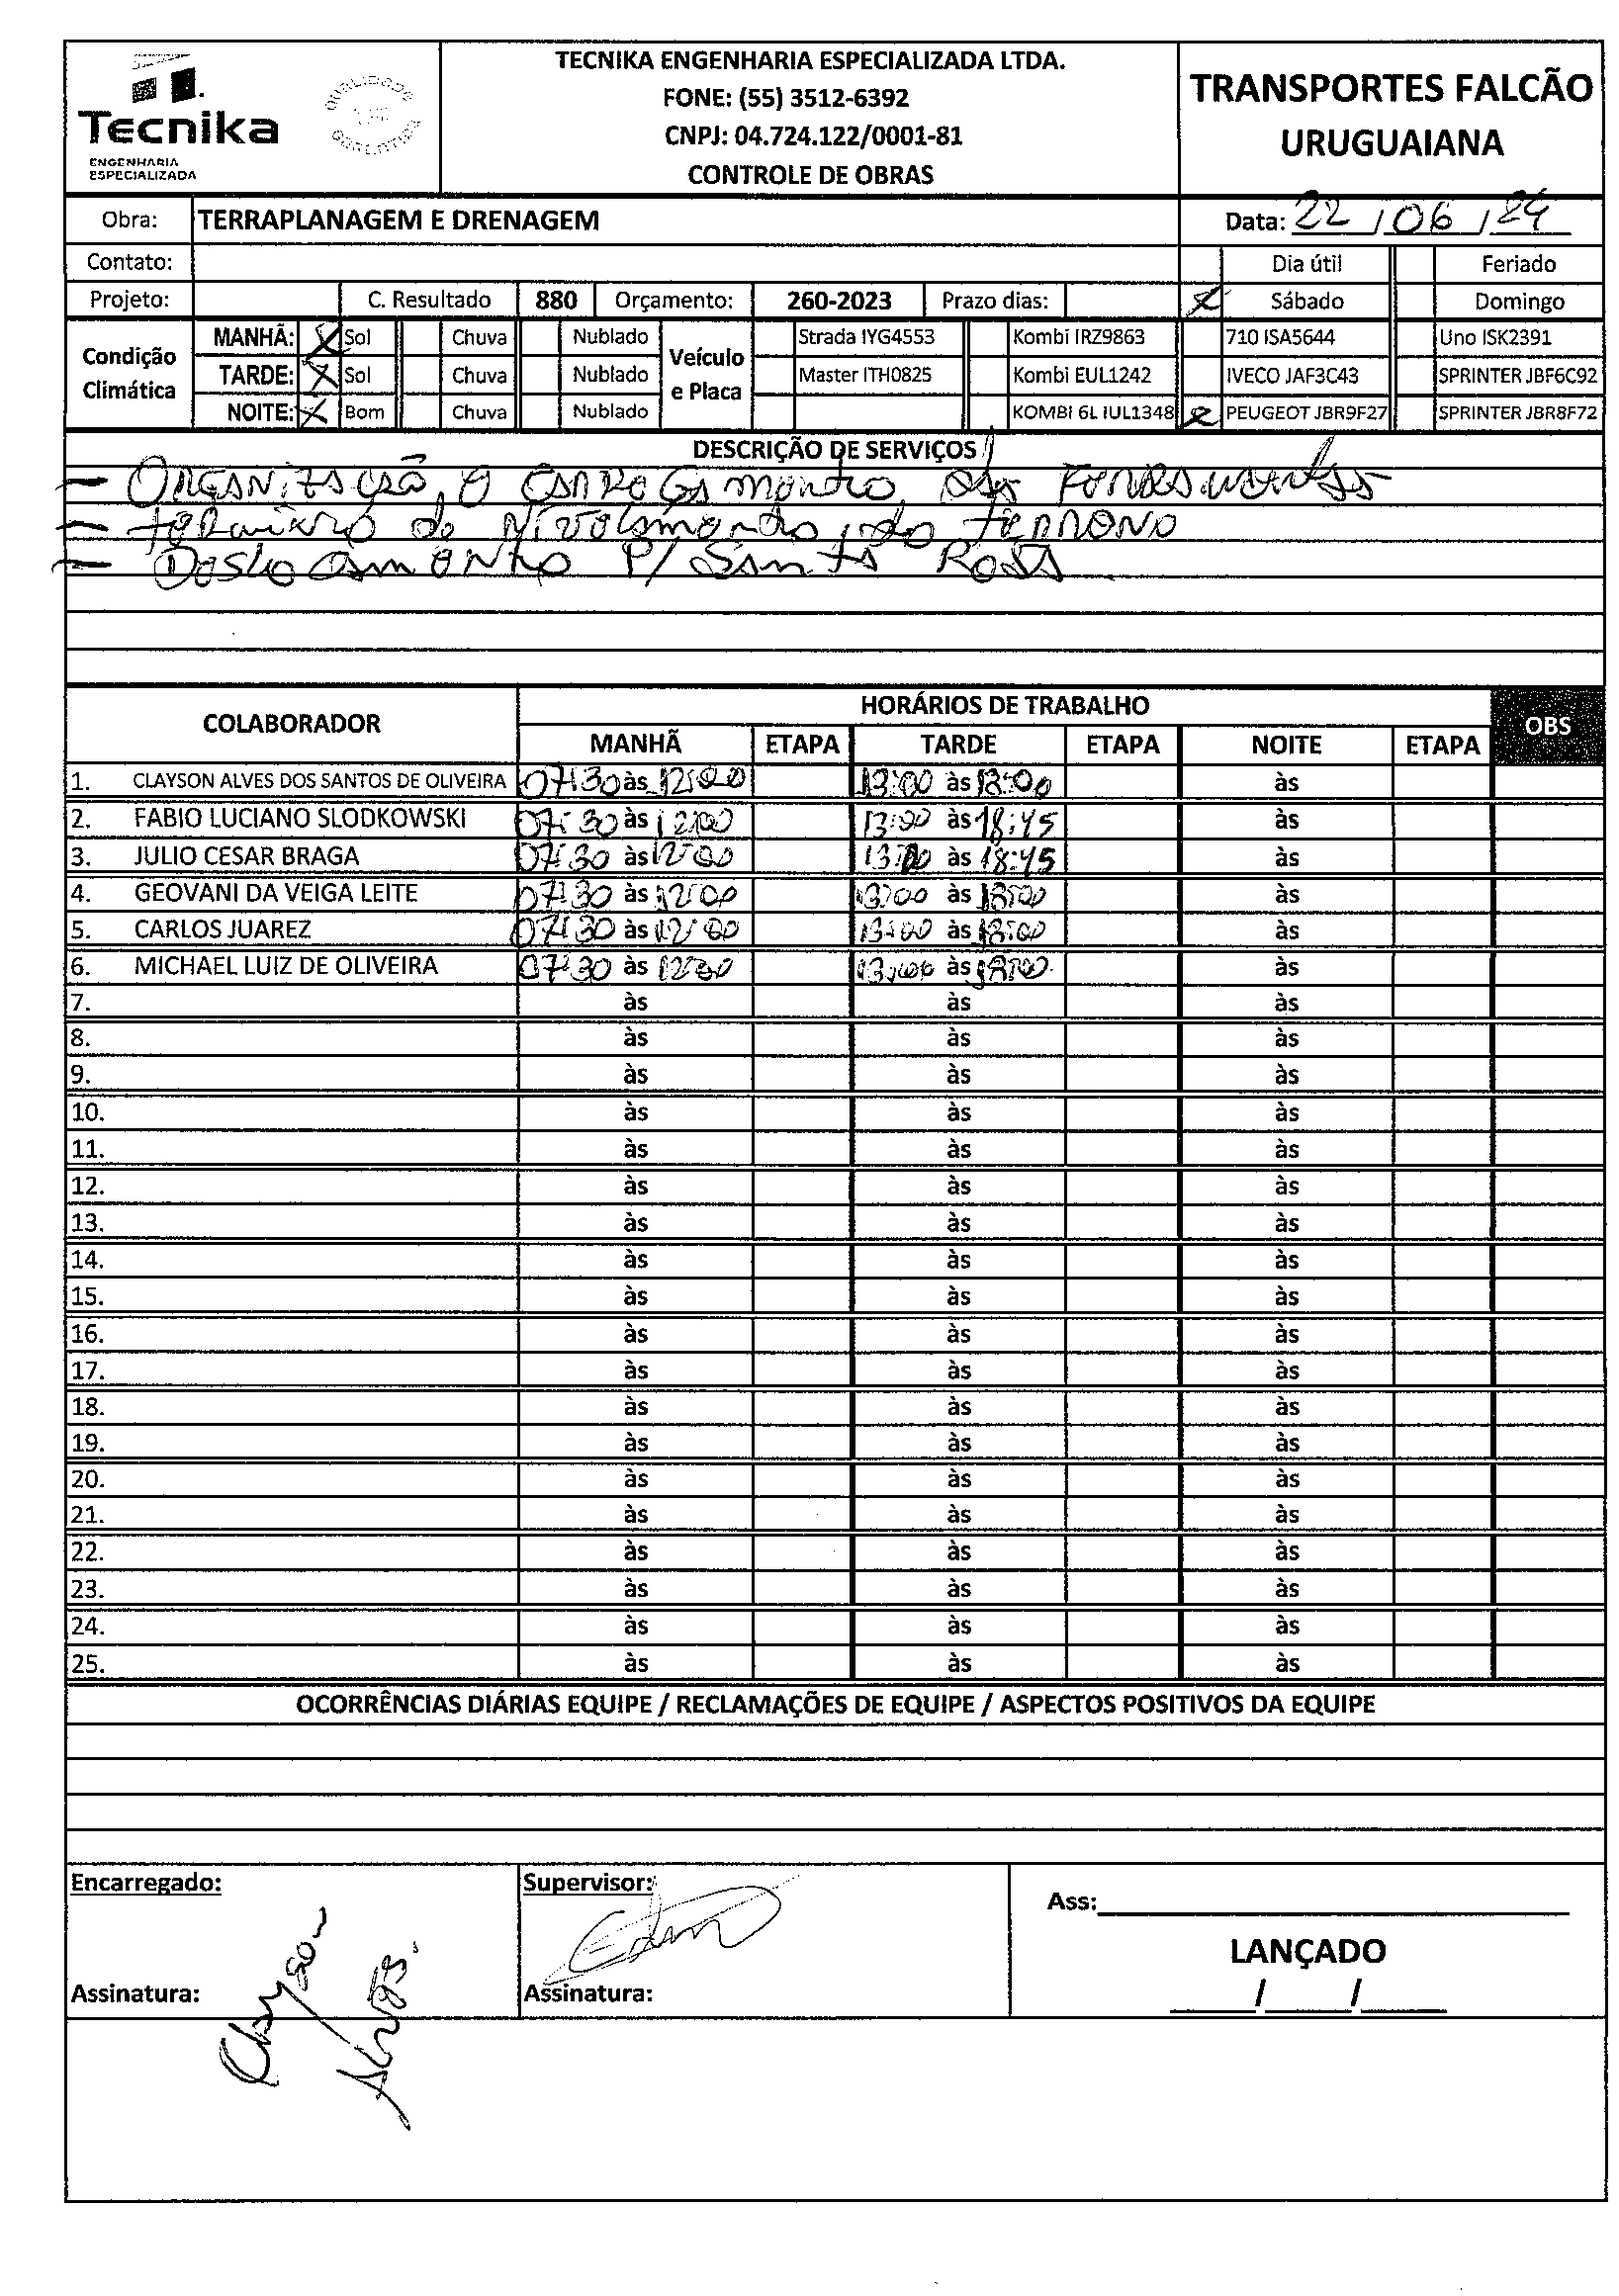 Tecnika
ENGENHARIA
ESPECIALIZADA
QUALIDADE
TECNIKA ENGENHARIA ESPECIALIZADA LTDA.
FONE: (55) 3512-6392
CNPJ: 04.724.122/0001-81
CONTROLE DE OBRAS
TRANSPORTES FALCÃO
URUGUAIANA
Obra: TERRAPLANAGEM E DRENAGEM Data: 22/06/24
Contato: Dia útil Feriado
Projeto: C. Resultado 880 Orçamento: 260-2023 Prazo dias: X Sábado Domingo
Condição Climática
MANHÃ: X Sol Chuva Nublado
TARDE: X Sol Chuva Nublado
NOITE: X Bom Chuva Nublado
Veículo e Placa
Strada IYG4553 Kombi IRZ9863 710 ISA5644 Uno ISK2391
Master ITH0825 Kombi EUL1242 IVECO JAF3C43 SPRINTER JBF6C92
KOMBI 6L IUL1348 X PEUGEOT JBR9F27 SPRINTER JBR8F72
DESCRIÇÃO DE SERVIÇOS
- Organização e carregamento das ferramentas
- do nivelamento do terreno
- Deslocamento p/ Santa Rosa
COLABORADOR HORÁRIOS DE TRABALHO OBS
MANHÃ ETAPA TARDE ETAPA NOITE ETAPA
1. CLAYSON ALVES DOS SANTOS DE OLIVEIRA 07:30 às 12:00 13:00 às 18:00 às
2. FABIO LUCIANO SLODKOWSKI 07:30 às 12:00 13:00 às 18:45 às
3. JULIO CESAR BRAGA 07:30 às 12:00 13:00 às 18:45 às
4. GEOVANI DA VEIGA LEITE 07:30 às 12:00 13:00 às 18:00 às
5. CARLOS JUAREZ 07:30 às 12:00 13:00 às 18:00 às
6. MICHAEL LUIZ DE OLIVEIRA 07:30 às 12:00 13:00 às 18:00 às
7. às às às
8. às às às
9. às às às
10. às às às
11. às às às
12. às às às
13. às às às
14. às às às
15. às às às
16. às às às
17. às às às
18. às às às
19. às às às
20. às às às
21. às às às
22. às às às
23. às às às
24. às às às
25. às às às
OCORRÊNCIAS DIÁRIAS EQUIPE / RECLAMAÇÕES DE EQUIPE / ASPECTOS POSITIVOS DA EQUIPE
Encarregado: Supervisor: Ass:
LANÇADO
Assinatura: Clayson Alves. Assinatura: / /